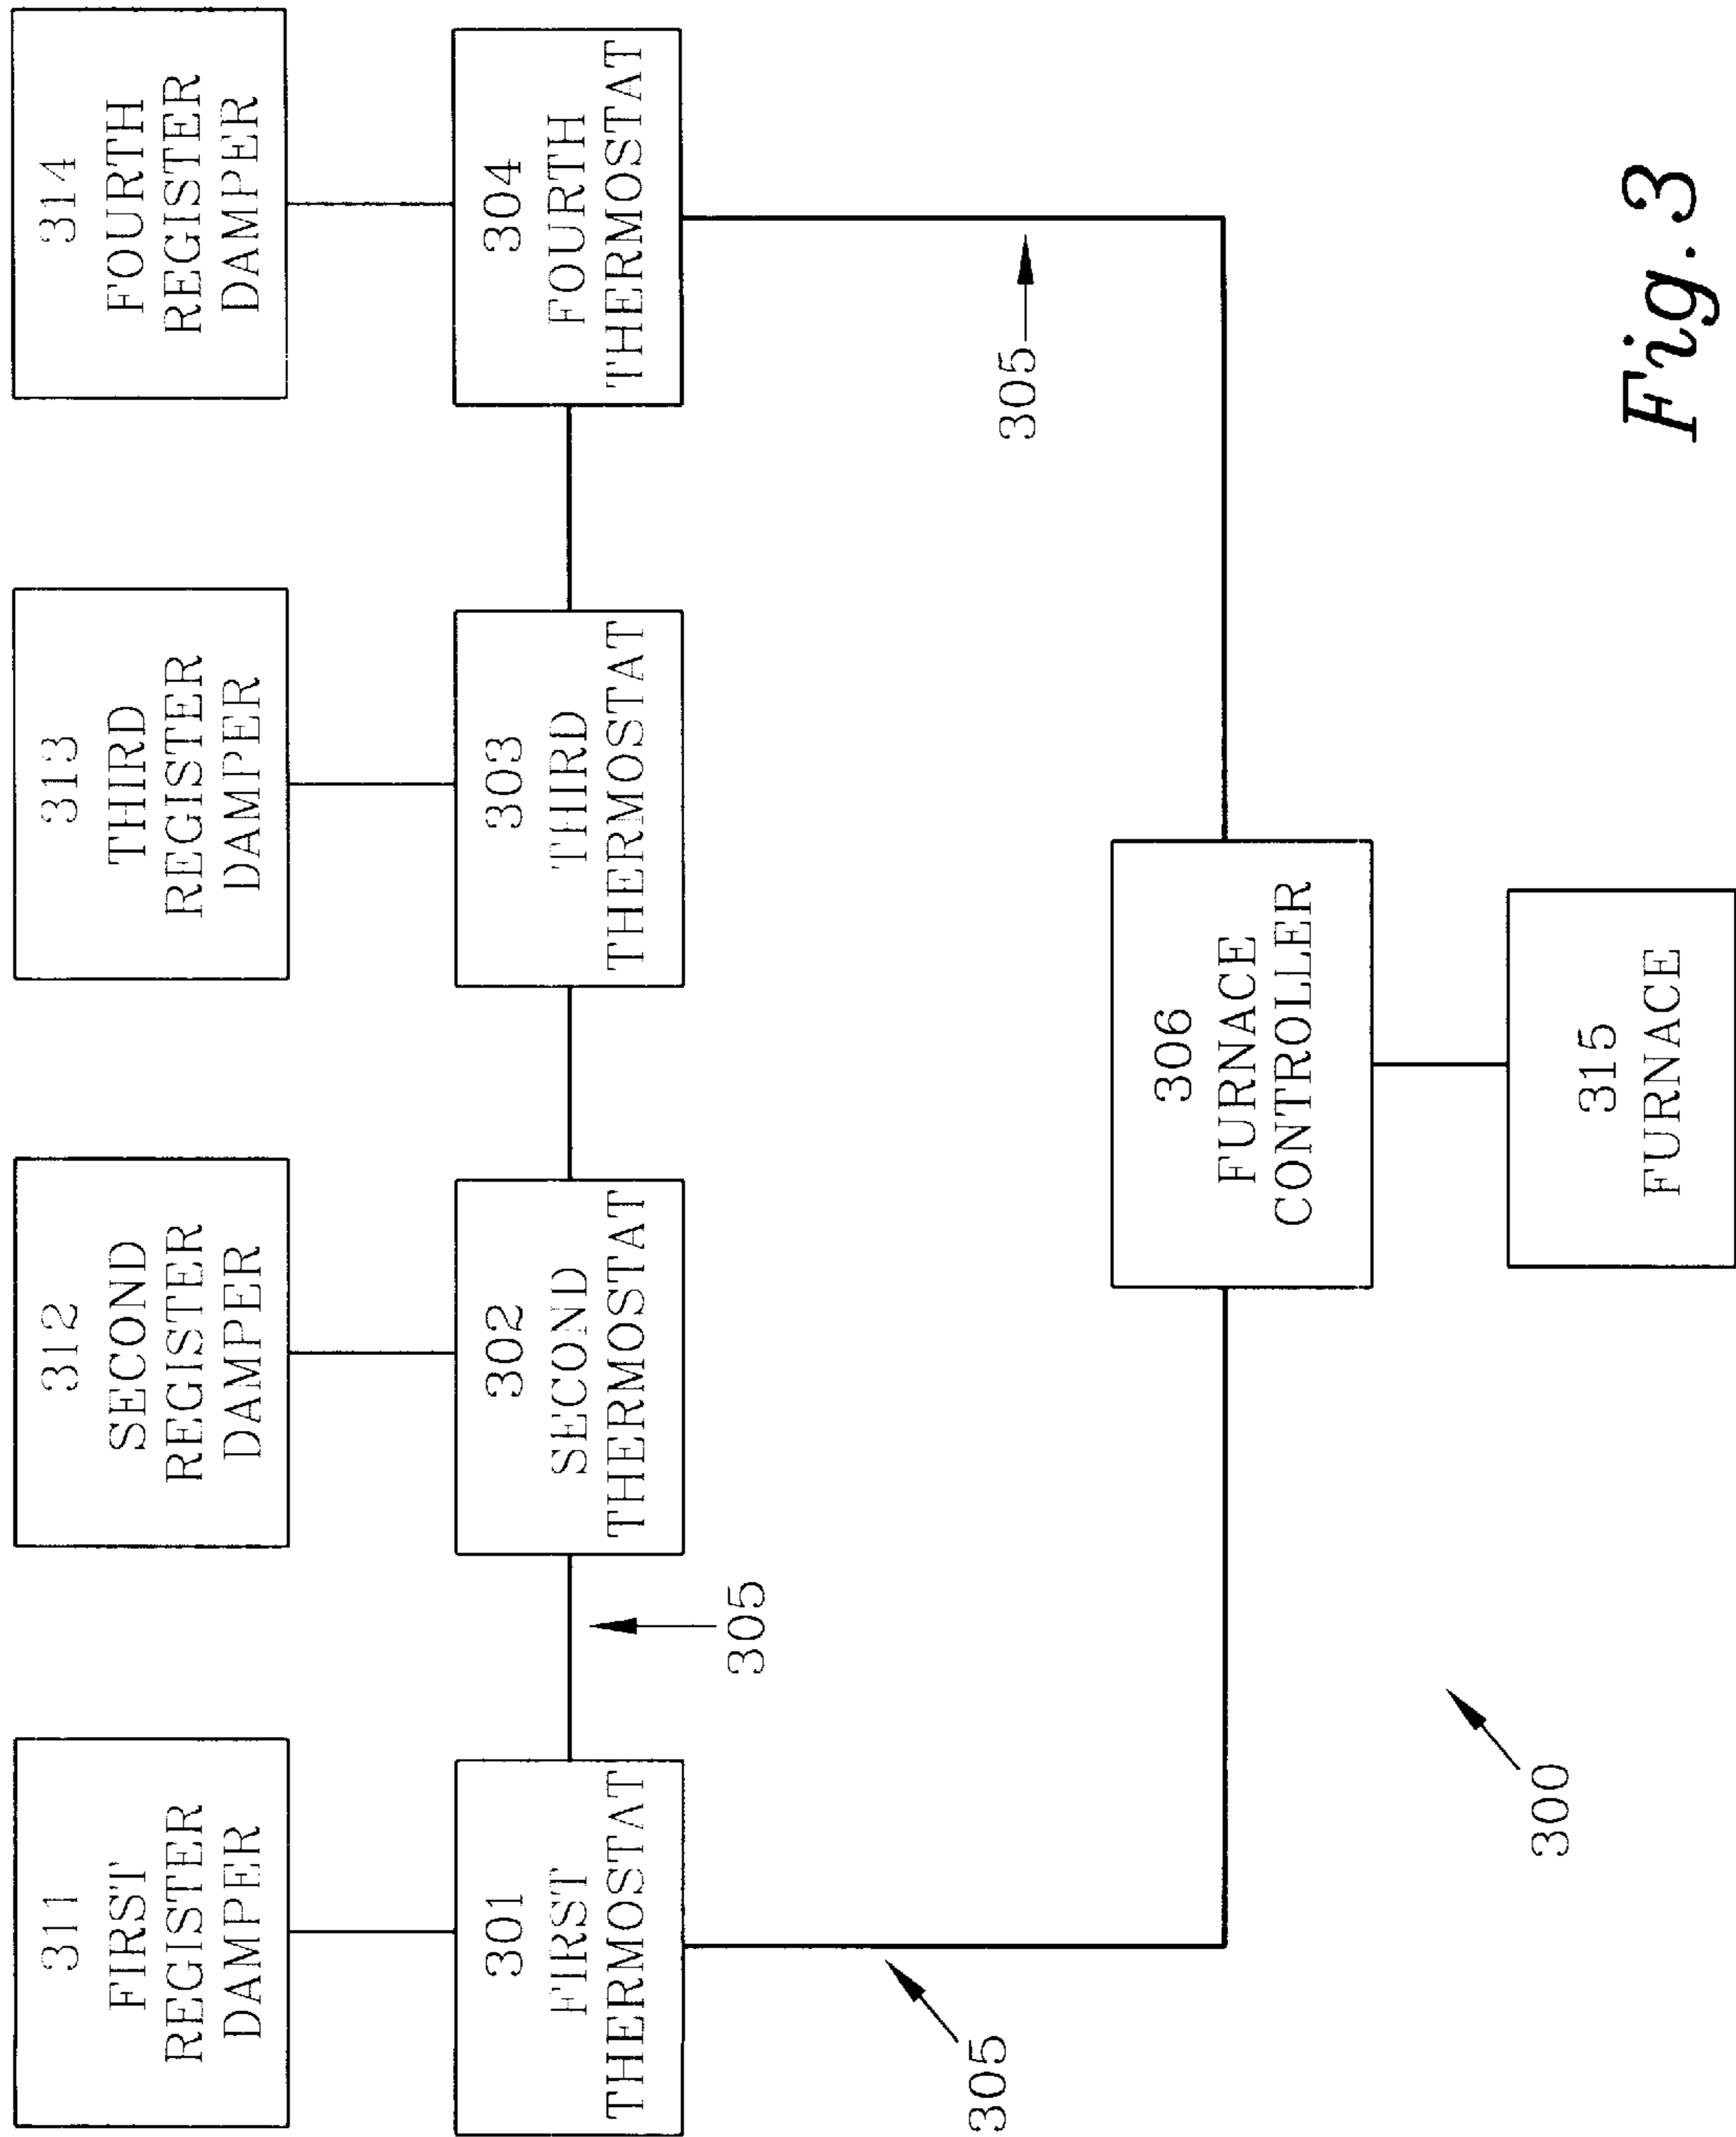 311
FIRST
REGISTER
DAMPER
312
SECOND
REGISTER
DAMPER
313
THIRD
REGISTER
DAMPER
314
FOURTH
REGISTER
DAMPER
301
FIRST
THERMOSTAT
302
SECOND
THERMOSTAT
303
THIRD
THERMOSTAT
304
FOURTH
THERMOSTAT
305
305
305
306
FURNACE
CONTROLLER
315
FURNACE
300
Fig. 3